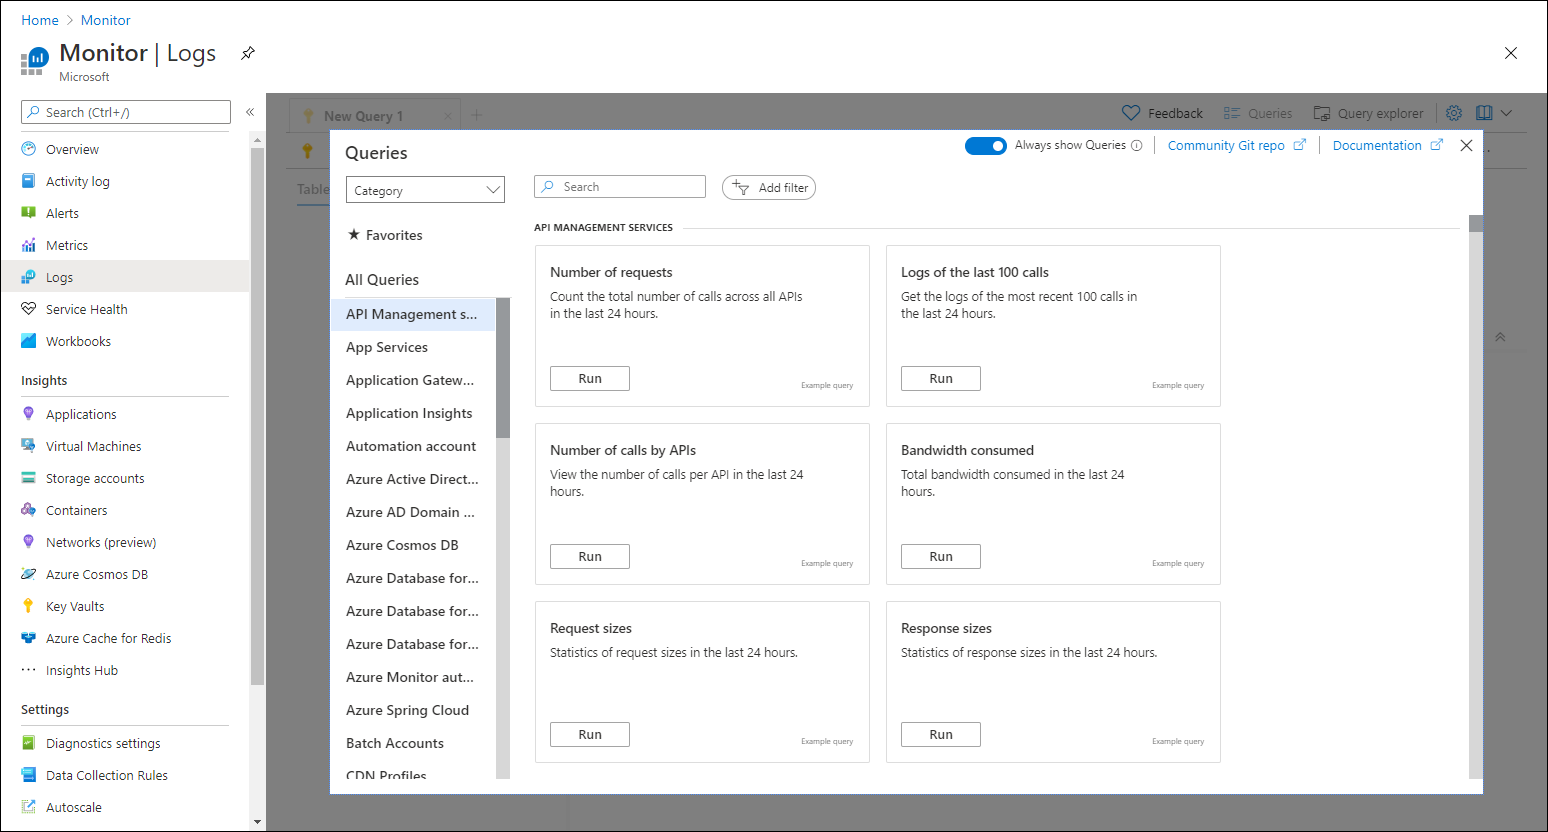 Home > Monitor
Monitor | Logs
Microsoft
Search (Ctrl+/)
«
Overview
Activity log
Alerts
Metrics
Logs
Service Health
Workbooks
Insights
Applications
Virtual Machines
Storage accounts
Containers
Networks (preview)
Azure Cosmos DB
Key Vaults
Azure Cache for Redis
Insights Hub
Settings
Diagnostics settings
Data Collection Rules
Autoscale
New Query 1
Feedback
Queries
Query explorer
Table
Queries
Always show Queries
Community Git repo
Documentation
Category
Search
Add filter
Favorites
All Queries
API Management s...
App Services
Application Gatew...
Application Insights
Automation account
Azure Active Direct...
Azure AD Domain ...
Azure Cosmos DB
Azure Database for...
Azure Database for...
Azure Database for...
Azure Monitor aut...
Azure Spring Cloud
Batch Accounts
CDN Profiles
API MANAGEMENT SERVICES
Number of requests
Count the total number of calls across all APIs
in the last 24 hours.
Run
Example query
Logs of the last 100 calls
Get the logs of the most recent 100 calls in
the last 24 hours.
Run
Example query
Number of calls by APIs
View the number of calls per API in the last 24
hours.
Run
Example query
Bandwidth consumed
Total bandwidth consumed in the last 24
hours.
Run
Example query
Request sizes
Statistics of request sizes in the last 24 hours.
Run
Example query
Response sizes
Statistics of response sizes in the last 24 hours.
Run
Example query